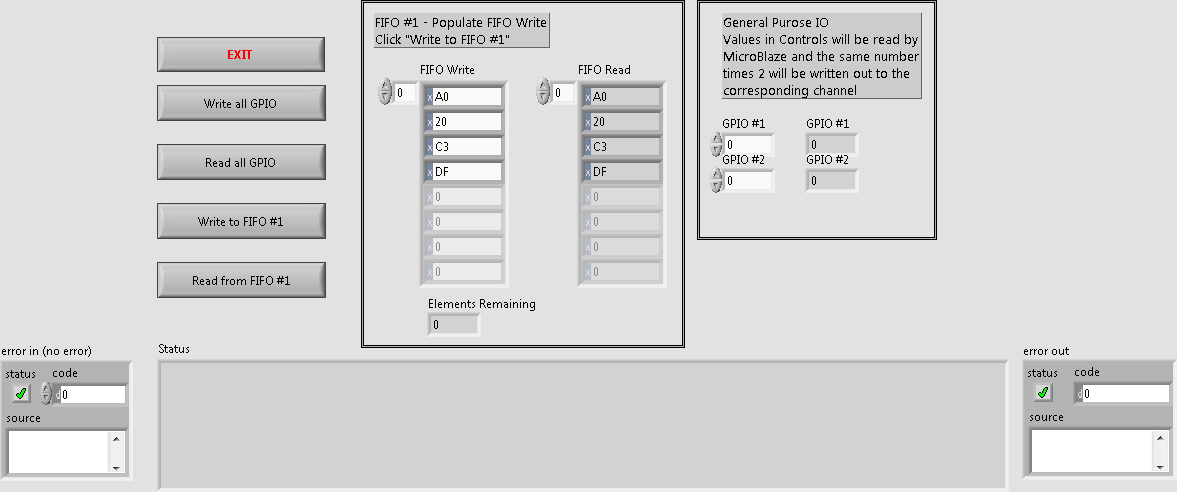 EXIT
Write all GPIO
Read all GPIO
Write to FIFO #1
Read from FIFO #1
FIFO #1 - Populate FIFO Write
Click "Write to FIFO #1"
FIFO Write
FIFO Read
0
x A0
x 20
x C3
x DF
x 0
x 0
x 0
x 0
0
x A0
x 20
x C3
x DF
x 0
x 0
x 0
x 0
Elements Remaining
0
General Purose IO
Values in Controls will be read by
MicroBlaze and the same number
times 2 will be written out to the
corresponding channel
GPIO #1 GPIO #1
0 0
GPIO #2 GPIO #2
0 0
error in (no error)
status code
d 0
source
Status
error out
status code
d 0
source